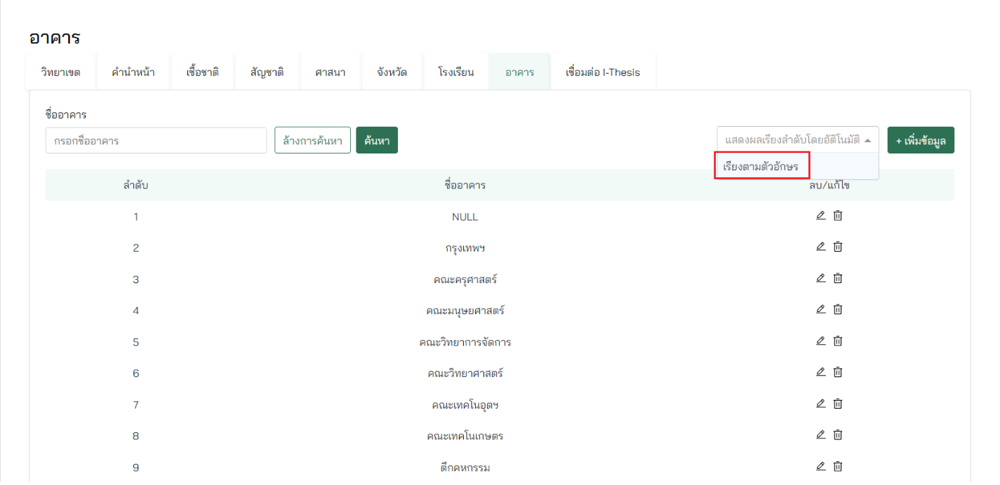 อาคาร
วิทยาเขต คำนำหน้า เชื้อชาติ สัญชาติ ศาสนา จังหวัด โรงเรียน อาคาร เชื่อมต่อ I-Thesis
ชื่ออาคาร
กรอกชื่ออาคาร ล้างการค้นหา ค้นหา แสดงผลเรียงลำดับโดยอัติโนมัติ + เพิ่มข้อมูล
เรียงตามตัวอักษร
ลำดับ ชื่ออาคาร ลบ/แก้ไข
1 NULL
2 กรุงเทพฯ
3 คณะครุศาสตร์
4 คณะมนุษยศาสตร์
5 คณะวิทยาการจัดการ
6 คณะวิทยาศาสตร์
7 คณะเทคโนอุตฯ
8 คณะเทคโนเกษตร
9 ตึกคหกรรม